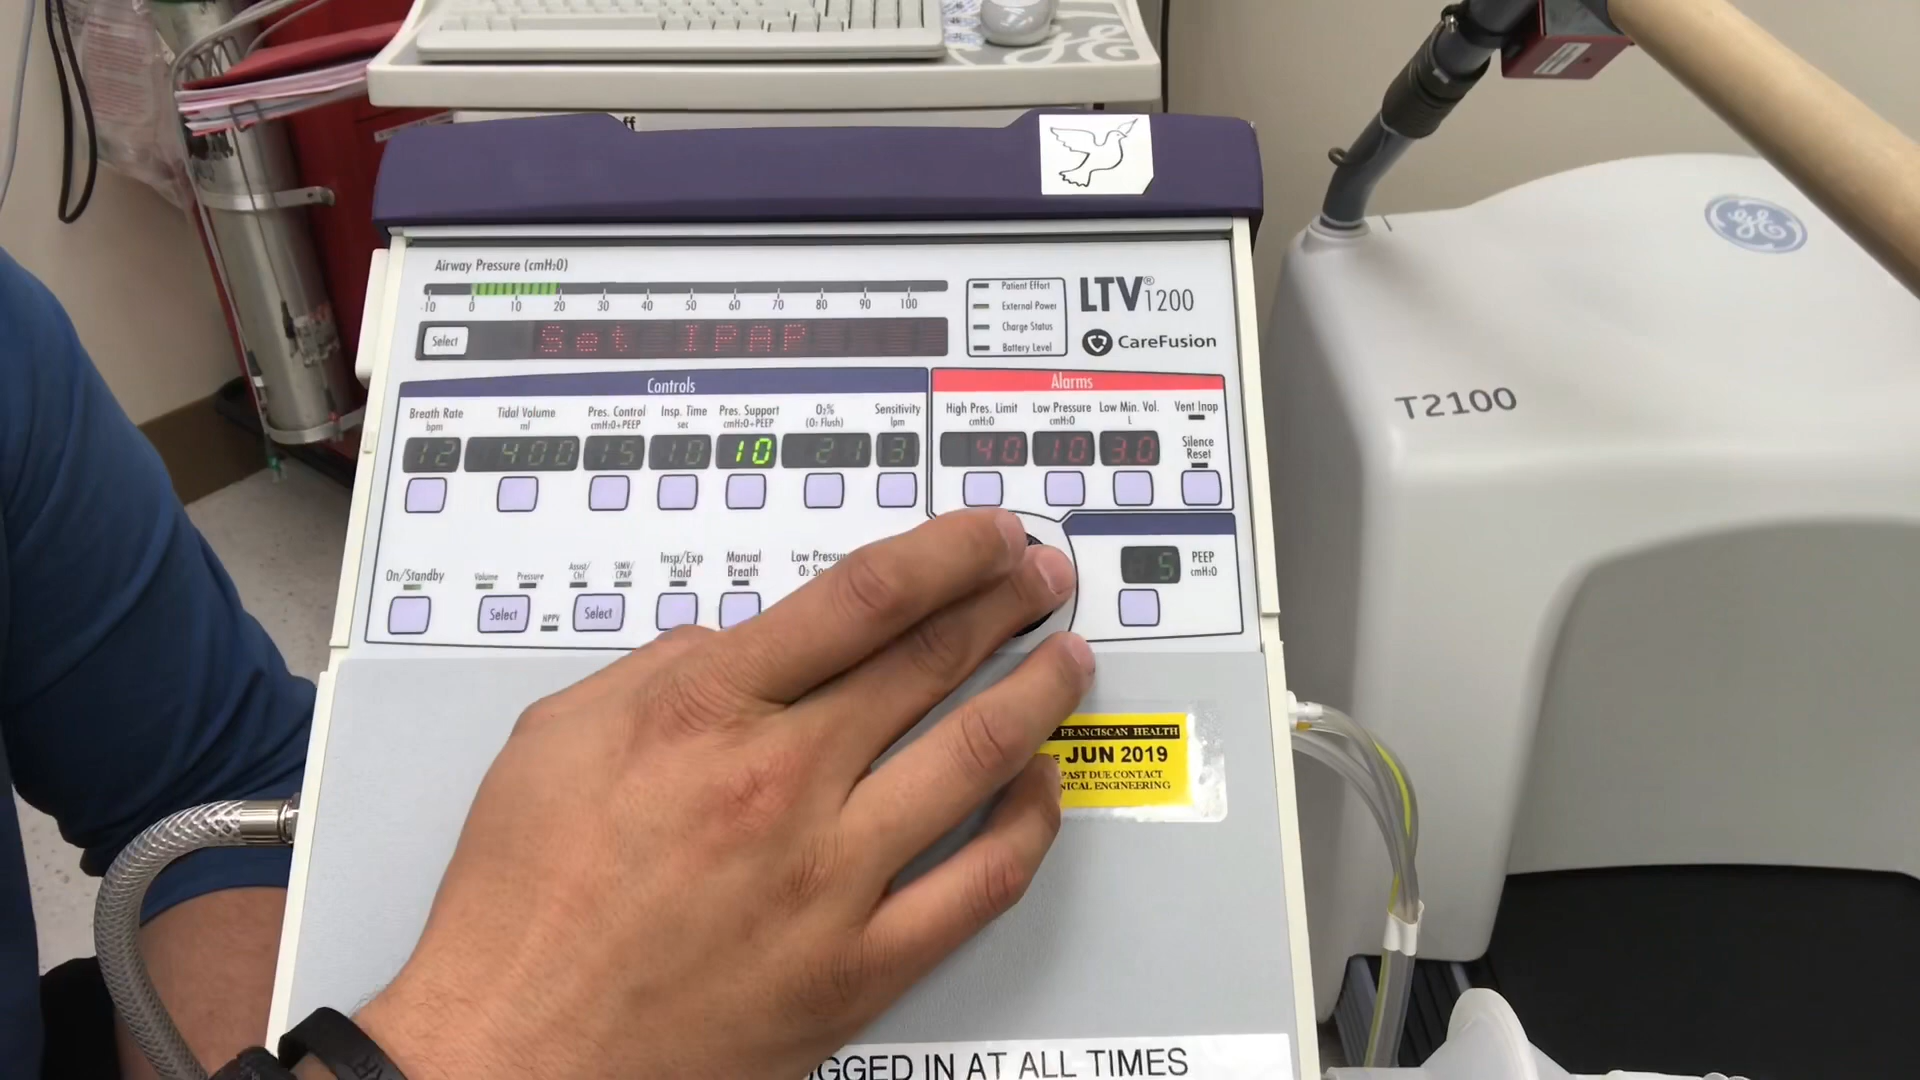 ff
Airway Pressure (cmH₂O)
-10 0 10 20 30 40 50 60 70 80 90 100
Select
Set IPAP
Patient Effort
External Power
Charge Status
Battery Level
LTV® 1200
CareFusion
Controls
Breath Rate
bpm
12
Tidal Volume
ml
400
Pres. Control
cmH₂O+PEEP
15
Insp. Time
sec
10
Pres. Support
cmH₂O+PEEP
10
O₂%
(O₂ Flush)
21
Sensitivity
lpm
3
Alarms
High Pres. Limit
cmH₂O
40
Low Pressure
cmH₂O
10
Low Min. Vol.
L
3.0
Vent Inop
Silence
Reset
On/Standby
Volume Pressure
Select
NPPV
Assist/
Ctrl
SIMV/
CPAP
Select
Insp/Exp
Hold
Manual
Breath
Low
O₂
5
PEEP
cmH₂O
FRANCISCAN HEALTH
JUN 2019
PAST DUE CONTACT
NICAL ENGINEERING
GGED IN AT ALL TIMES
GE
T2100